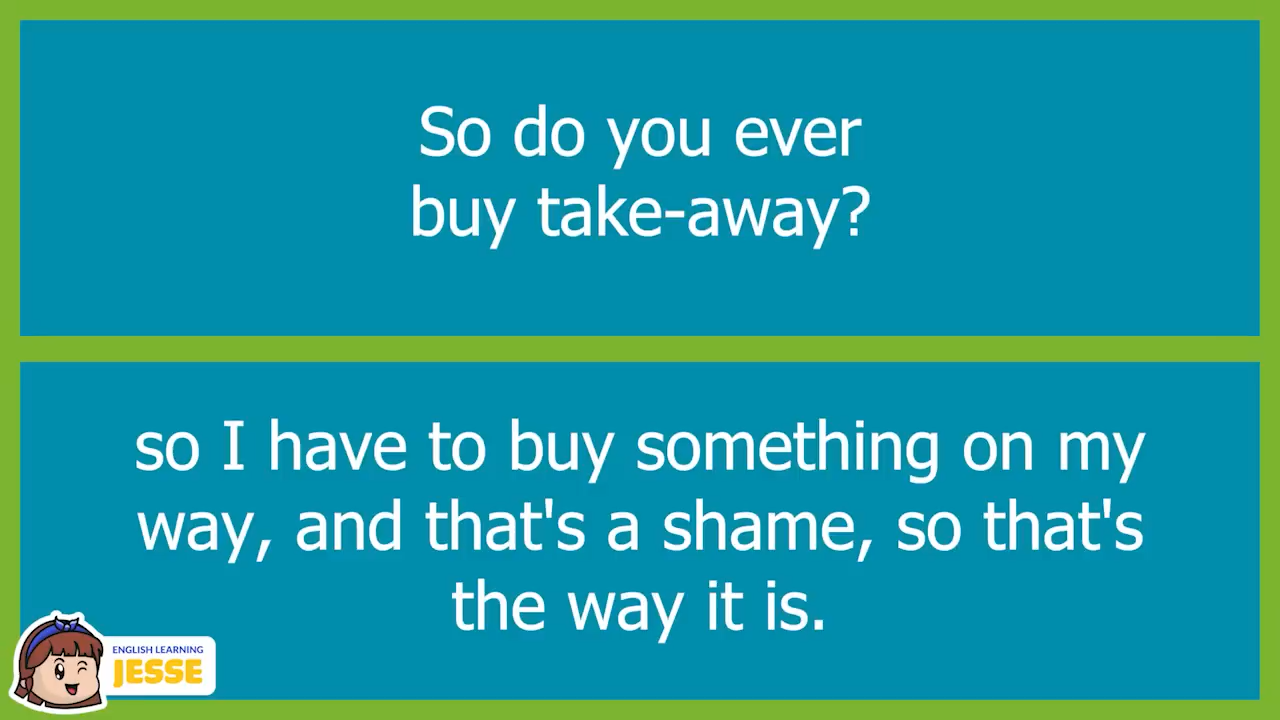 So do you ever
buy take-away?
so I have to buy something on my
way, and that's a shame, so that's
the way it is.
ENGLISH LEARNING
JESSE